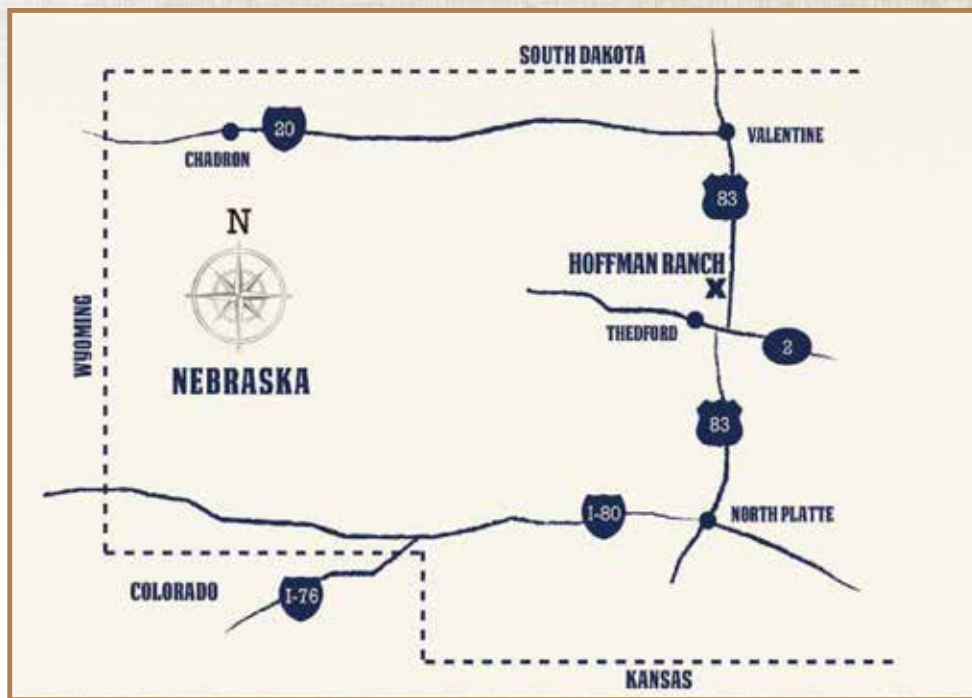 SOUTH DAKOTA
20
CHADRON
VALENTINE
83
N
HOFFMAN RANCH
X
WYOMING
THEDFORD
2
NEBRASKA
83
I-80
NORTH PLATTE
COLORADO
I-76
KANSAS